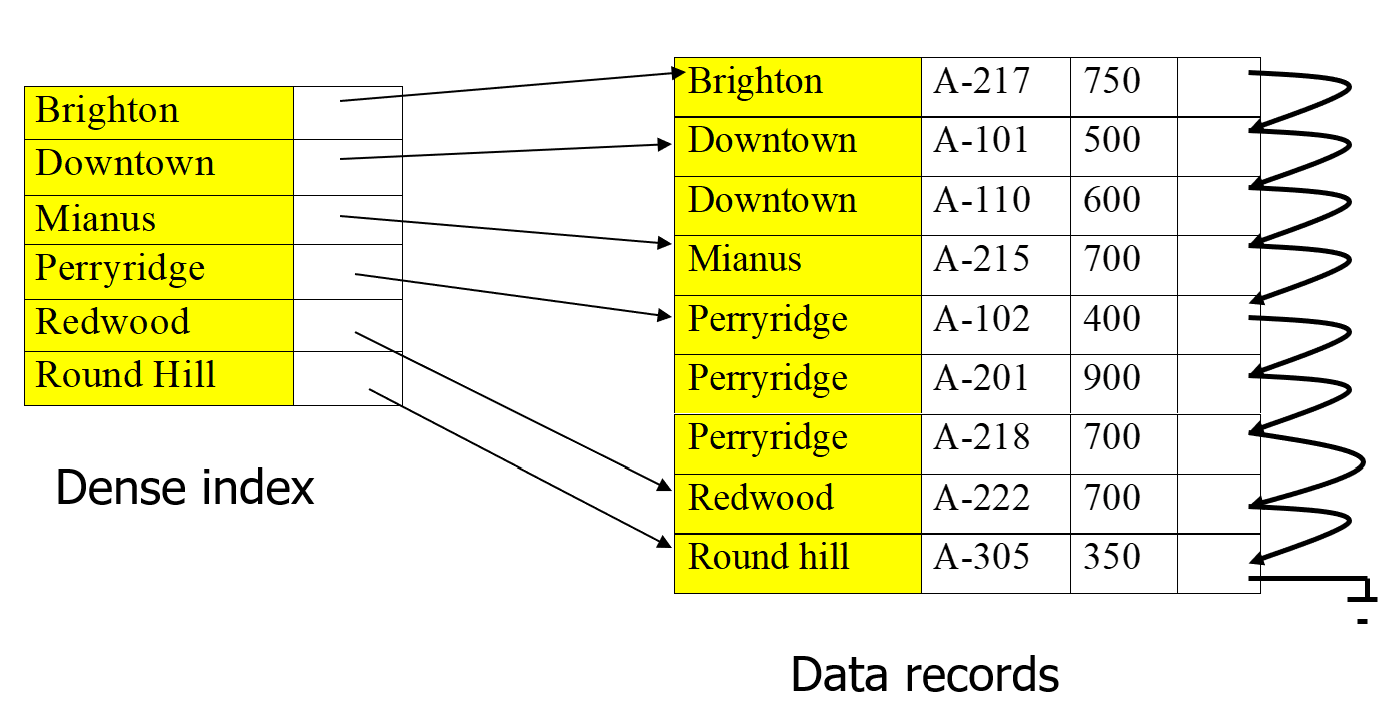 Brighton
Downtown
Mianus
Perryridge
Redwood
Round Hill
Dense index
Brighton A-217 750
Downtown A-101 500
Downtown A-110 600
Mianus A-215 700
Perryridge A-102 400
Perryridge A-201 900
Perryridge A-218 700
Redwood A-222 700
Round hill A-305 350
Data records